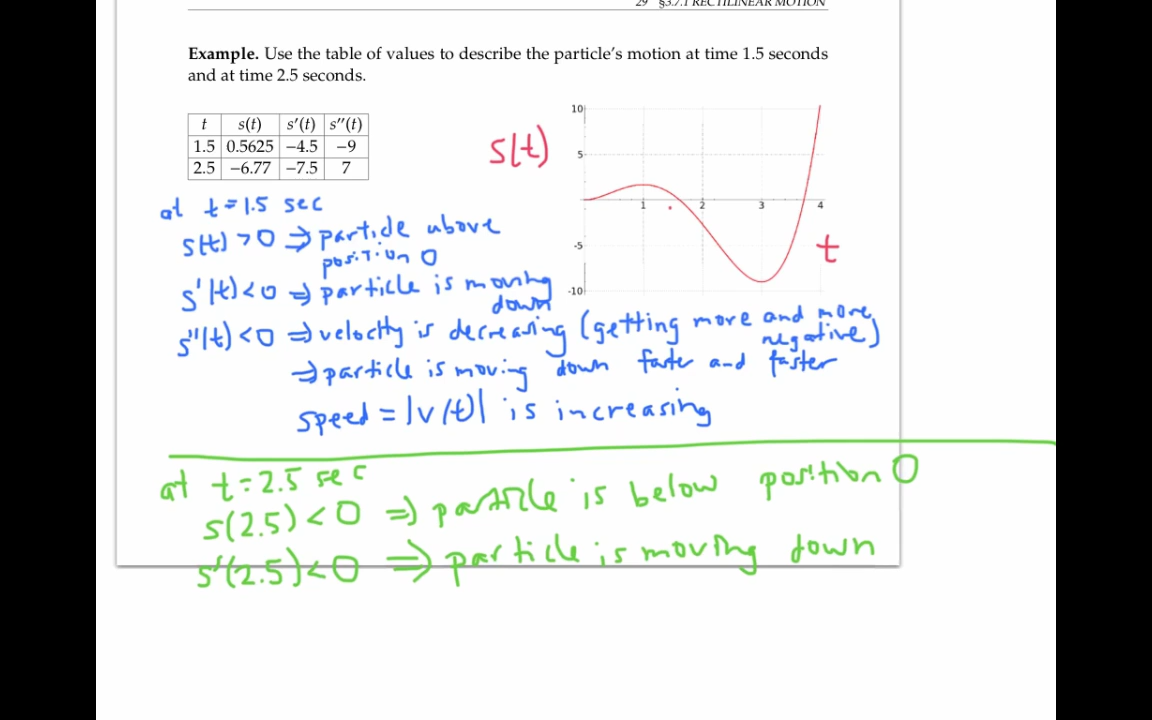 29 §3.7.1 RECTILINEAR MOTION
Example. Use the table of values to describe the particle's motion at time 1.5 seconds
and at time 2.5 seconds.
t s(t) s′(t) s′′(t)
1.5 0.5625 −4.5 −9
2.5 −6.77 −7.5 7
s(t)
10
5
-5
-10
1 2 3 4
t
at t = 1.5 sec
s(t) > 0 ⇒ particle above
position 0
s'(t) < 0 ⇒ particle is moving
down
s"(t) < 0 ⇒ velocity is decreasing (getting more and more
negative)
⇒ particle is moving down faster and faster
speed = |v(t)| is increasing
at t = 2.5 sec
s(2.5) < 0 ⇒ particle is below position 0
s'(2.5) < 0 ⇒ particle is moving down